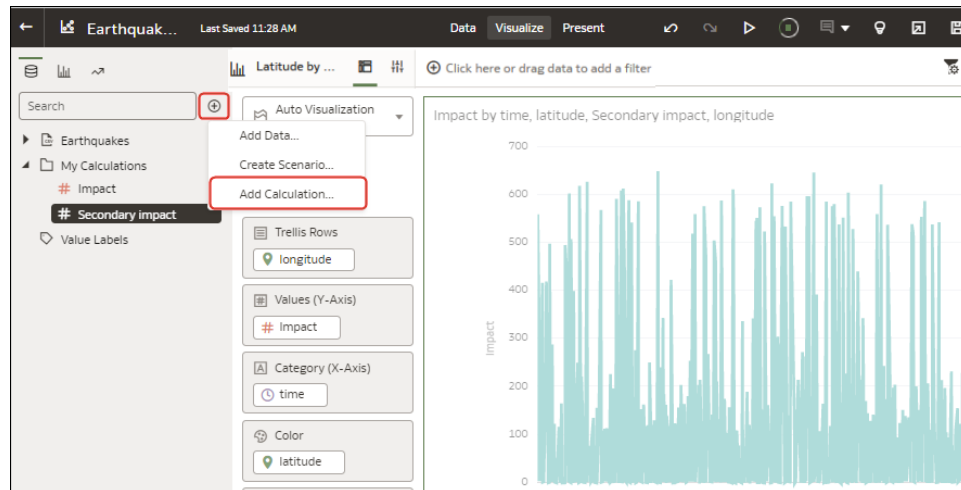 Earthquak... Last Saved 11:28 AM Data Visualize Present
Latitude by ... Click here or drag data to add a filter
Search
Earthquakes
My Calculations
Impact
Secondary impact
Value Labels
Auto Visualization
Add Data...
Create Scenario...
Add Calculation...
Trellis Rows
longitude
Values (Y-Axis)
Impact
Category (X-Axis)
time
Color
latitude
Impact by time, latitude, Secondary impact, longitude
700
600
500
400
300
200
100
0
Impact